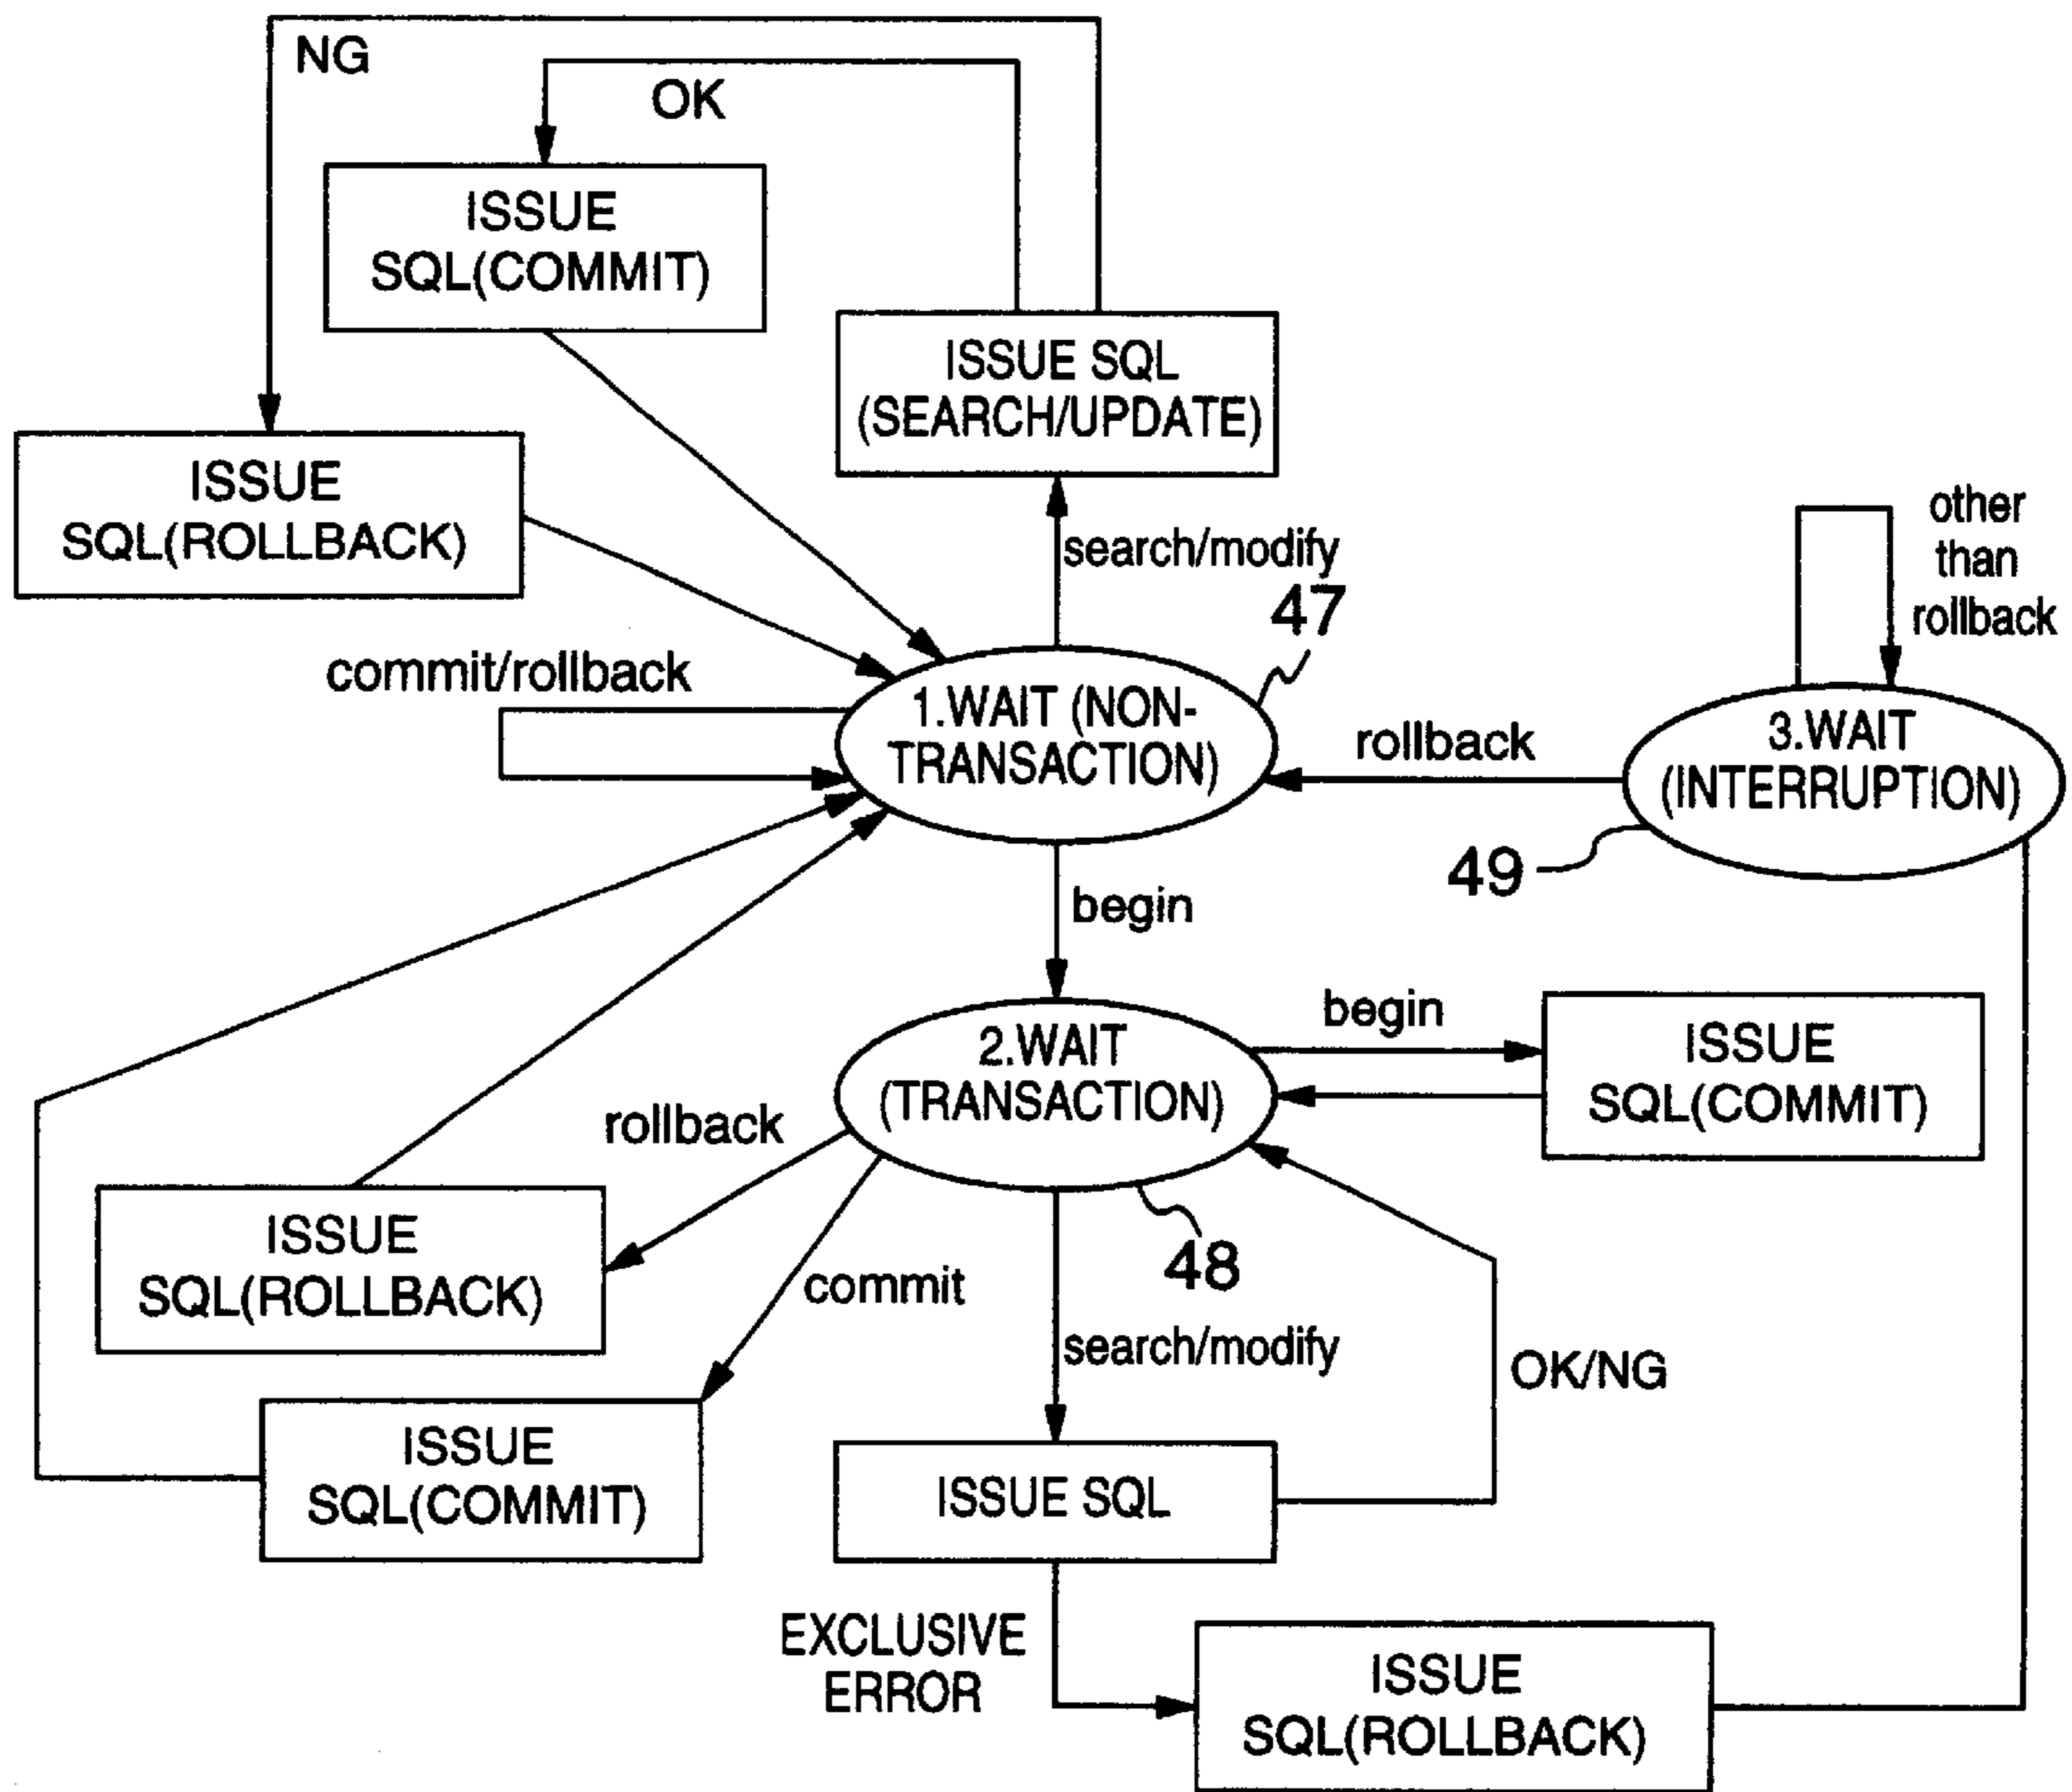 NG
OK
ISSUE
SQL(COMMIT)
ISSUE SQL
(SEARCH/UPDATE)
ISSUE
SQL(ROLLBACK)
search/modify
47
other
than
rollback
commit/rollback
1.WAIT (NON-
TRANSACTION)
rollback
3.WAIT
(INTERRUPTION)
49
begin
2.WAIT
(TRANSACTION)
begin
ISSUE
SQL(COMMIT)
rollback
ISSUE
SQL(ROLLBACK)
48
commit
search/modify
OK/NG
ISSUE
SQL(COMMIT)
ISSUE SQL
EXCLUSIVE
ERROR
ISSUE
SQL(ROLLBACK)